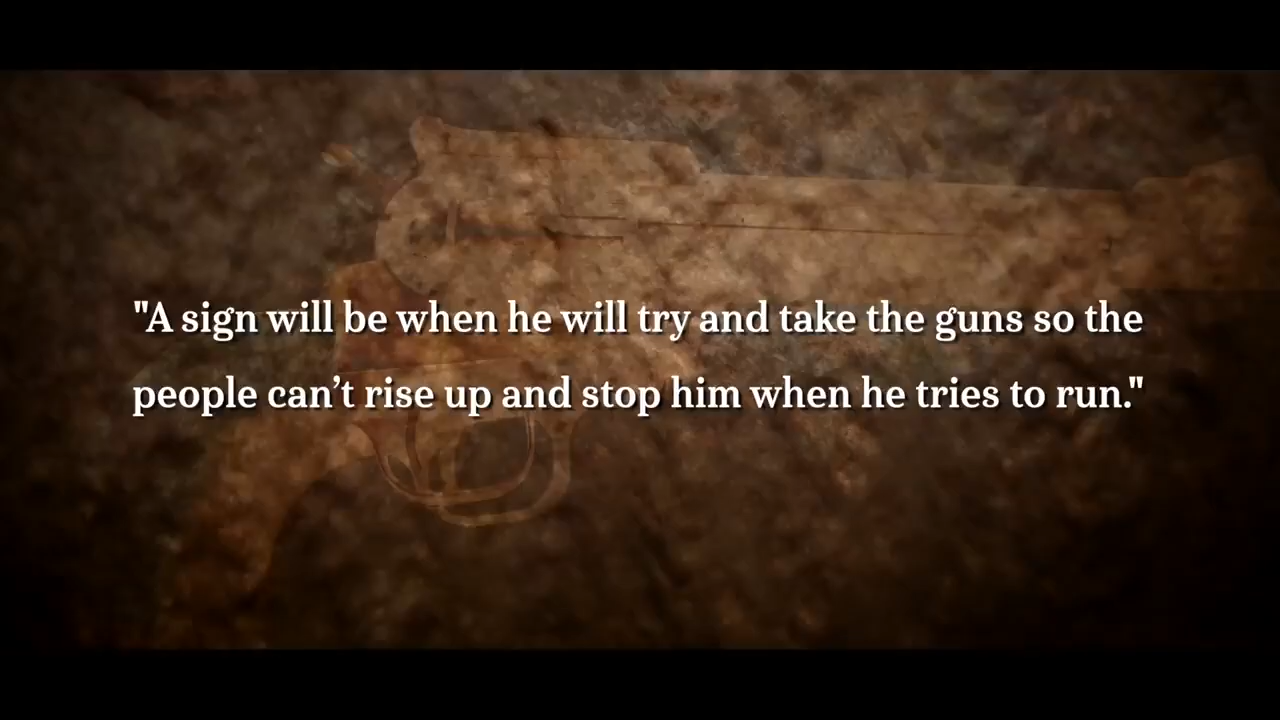 "A sign will be when he will try and take the guns so the
people can’t rise up and stop him when he tries to run."